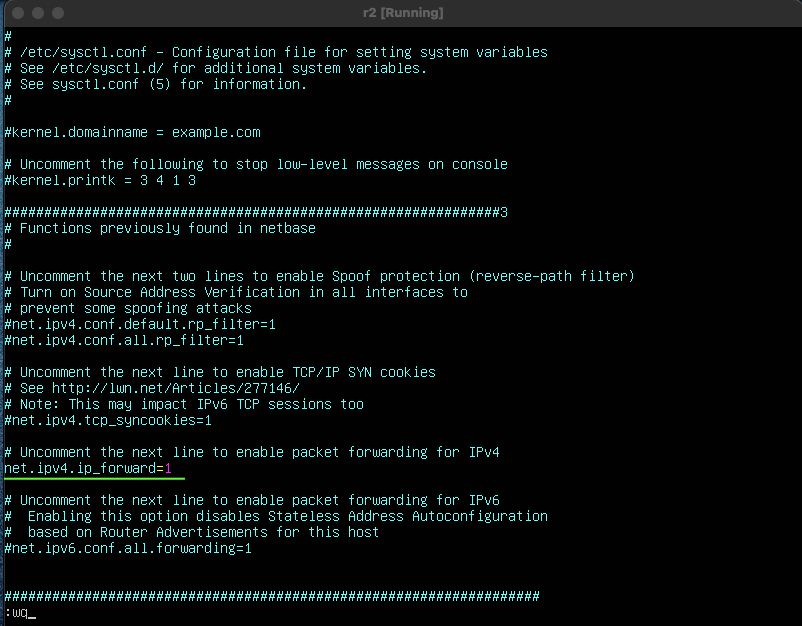 r2 [Running]
#
# /etc/sysctl.conf - Configuration file for setting system variables
# See /etc/sysctl.d/ for additional system variables.
# See sysctl.conf (5) for information.
#
#kernel.domainname = example.com
# Uncomment the following to stop low-level messages on console
#kernel.printk = 3 4 1 3
##############################################################3
# Functions previously found in netbase
#
# Uncomment the next two lines to enable Spoof protection (reverse-path filter)
# Turn on Source Address Verification in all interfaces to
# prevent some spoofing attacks
#net.ipv4.conf.default.rp_filter=1
#net.ipv4.conf.all.rp_filter=1
# Uncomment the next line to enable TCP/IP SYN cookies
# See http://lwn.net/Articles/277146/
# Note: This may impact IPv6 TCP sessions too
#net.ipv4.tcp_syncookies=1
# Uncomment the next line to enable packet forwarding for IPv4
net.ipv4.ip_forward=1
# Uncomment the next line to enable packet forwarding for IPv6
#  Enabling this option disables Stateless Address Autoconfiguration
#  based on Router Advertisements for this host
#net.ipv6.conf.all.forwarding=1
###################################################################
:wq_